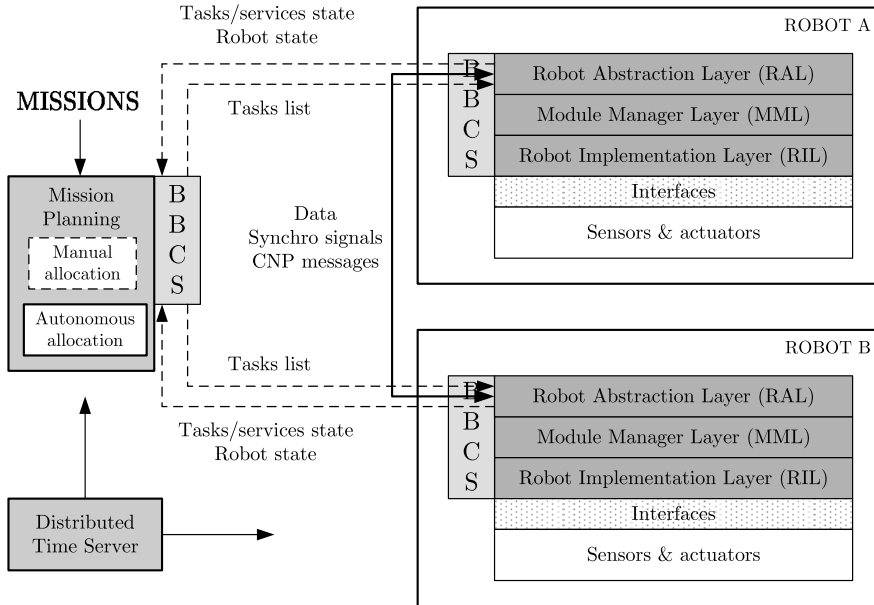 Tasks/services state
Robot state
ROBOT A
MISSIONS
Tasks list
B
B
C
S
Robot Abstraction Layer (RAL)
Module Manager Layer (MML)
Robot Implementation Layer (RIL)
Interfaces
Sensors & actuators
Mission
Planning
Manual
allocation
Autonomous
allocation
B
B
C
S
Data
Synchro signals
CNP messages
Tasks list
Tasks/services state
Robot state
ROBOT B
B
B
C
S
Robot Abstraction Layer (RAL)
Module Manager Layer (MML)
Robot Implementation Layer (RIL)
Interfaces
Sensors & actuators
Distributed
Time Server